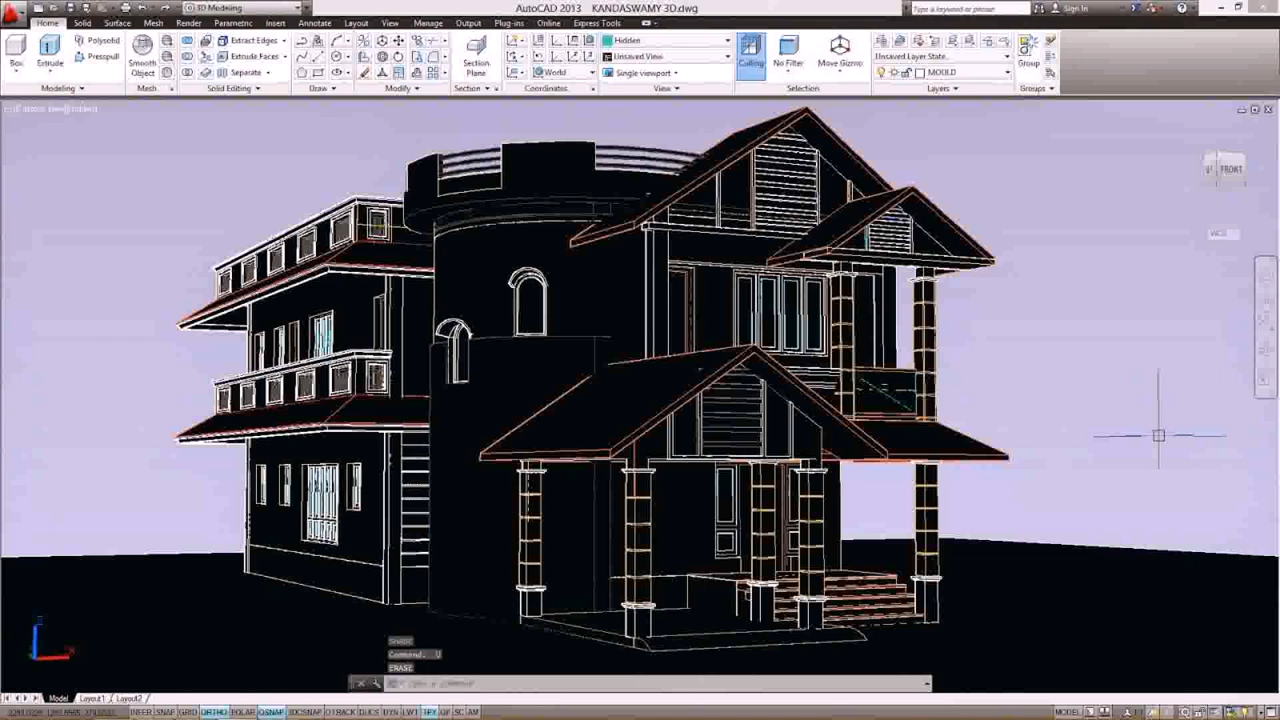 3D Modeling
AutoCAD 2013 KANDASWAMY 3D.dwg
Type a keyword or phrase
Sign In
Home Solid Surface Mesh Render Parametric Insert Annotate Layout View Manage Output Plug-ins Online Express Tools
Polysolid
Presspull
Box
Extrude
Smooth
Object
Extract Edges
Extrude Faces
Separate
Section
Plane
World
Hidden
Unsaved View
Single viewport
Culling
No Filter
Move Gizmo
Unsaved Layer State
MOULD
Group
Modeling
Mesh
Solid Editing
Draw
Modify
Section
Coordinates
View
Selection
Layers
Groups
FRONT
Command: U
ERASE
Model Layout1 Layout2
INFER SNAP GRID ORTHO POLAR OSNAP 3DOSNAP OTRACK DUCS DYN LWT TPY QP SC AM
MODEL